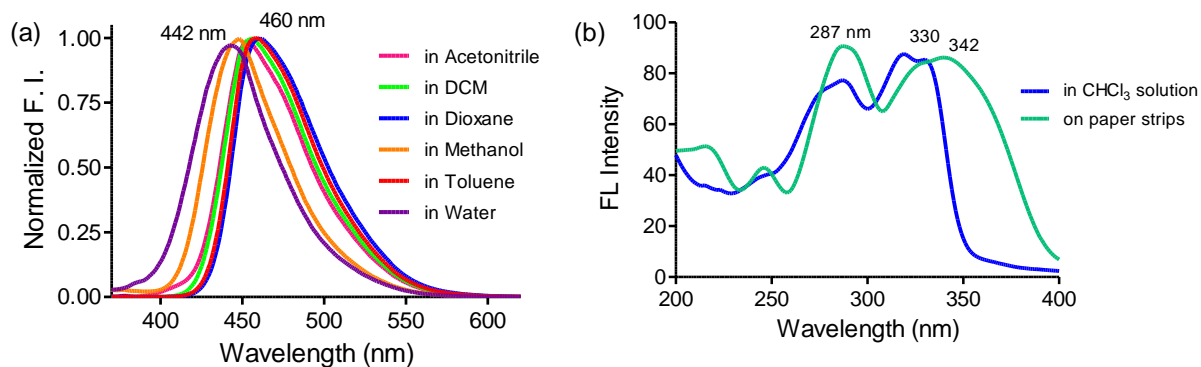 (a)
442 nm
460 nm
Normalized F. I.
1.00
0.75
0.50
0.25
0.00
in Acetonitrile
in DCM
in Dioxane
in Methanol
in Toluene
in Water
400
450
500
550
600
Wavelength (nm)
(b)
287 nm
330
342
FL Intensity
100
80
60
40
20
0
in CHCl₃ solution
on paper strips
200
250
300
350
400
Wavelength (nm)